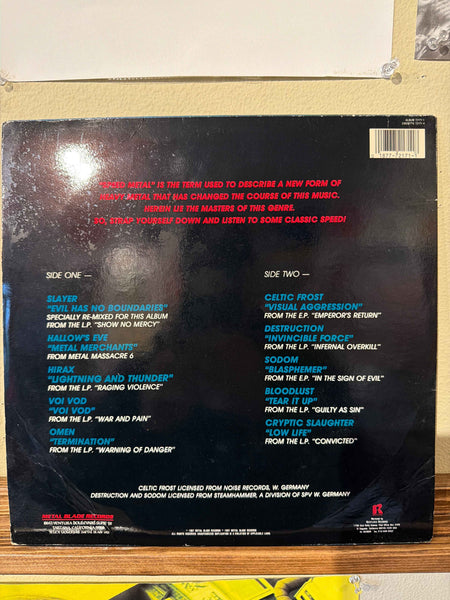 "SPEED METAL" IS THE TERM USED TO DESCRIBE A NEW FORM OF
HEAVY METAL THAT HAS CHANGED THE COURSE OF THIS MUSIC.
HEREIN LIE THE MASTERS OF THIS GENRE.
SO, STRAP YOURSELF DOWN AND LISTEN TO SOME CLASSIC SPEED!
SIDE ONE —
SLAYER
"EVIL HAS NO BOUNDARIES"
SPECIALLY RE-MIXED FOR THIS ALBUM
FROM THE L.P. "SHOW NO MERCY"
HALLOW'S EVE
"METAL MERCHANTS"
FROM METAL MASSACRE 6
HIRAX
"LIGHTNING AND THUNDER"
FROM THE L.P. "RAGING VIOLENCE"
VOI VOD
"VOI VOD"
FROM THE L.P. "WAR AND PAIN"
OMEN
"TERMINATION"
FROM THE L.P. "WARNING OF DANGER"
SIDE TWO —
CELTIC FROST
"VISUAL AGGRESSION"
FROM THE E.P. "EMPEROR'S RETURN"
DESTRUCTION
"INVINCIBLE FORCE"
FROM THE L.P. "INFERNAL OVERKILL"
SODOM
"BLASPHEMER"
FROM THE E.P. "IN THE SIGN OF EVIL"
BLOODLUST
"TEAR IT UP"
FROM THE L.P. "GUILTY AS SIN"
CRYPTIC SLAUGHTER
"LOW LIFE"
FROM THE L.P. "CONVICTED"
CELTIC FROST LICENSED FROM NOISE RECORDS, W. GERMANY
DESTRUCTION AND SODOM LICENSED FROM STEAMHAMMER, A DIVISION OF SPV W. GERMANY
METAL BLADE RECORDS
R